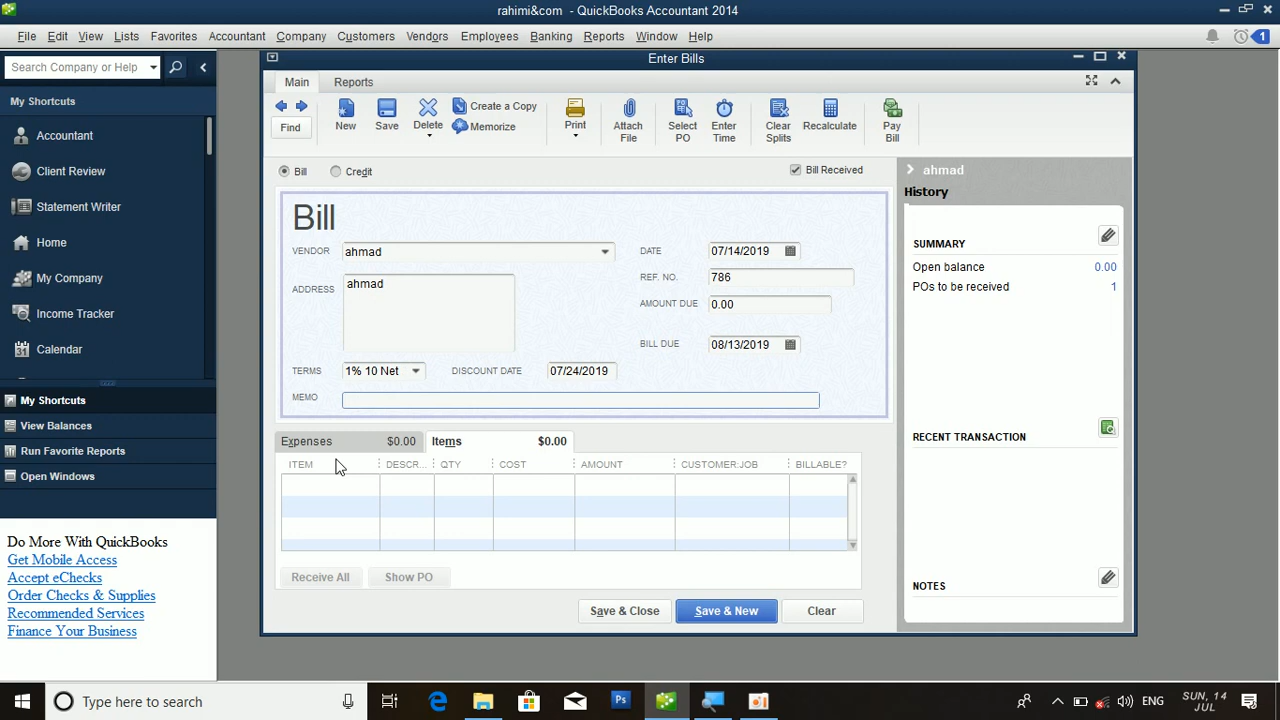 rahimi&com - QuickBooks Accountant 2014
File Edit View Lists Favorites Accountant Company Customers Vendors Employees Banking Reports Window Help 1
Search Company or Help
My Shortcuts
Accountant
Client Review
Statement Writer
Home
My Company
Income Tracker
Calendar
My Shortcuts
View Balances
Run Favorite Reports
Open Windows
Do More With QuickBooks
Get Mobile Access
Accept eChecks
Order Checks & Supplies
Recommended Services
Finance Your Business
Enter Bills
Main Reports
Find
New
Save
Delete
Create a Copy
Memorize
Print
Attach
File
Select
PO
Enter
Time
Clear
Splits
Recalculate
Pay
Bill
Bill Credit Bill Received
Bill
VENDOR ahmad DATE 07/14/2019
REF. NO. 786
ADDRESS ahmad
AMOUNT DUE 0.00
BILL DUE 08/13/2019
TERMS 1% 10 Net DISCOUNT DATE 07/24/2019
MEMO
Expenses $0.00 Items $0.00
ITEM DESCR... QTY COST AMOUNT CUSTOMER:JOB BILLABLE?
Receive All Show PO
Save & Close Save & New Clear
ahmad
History
SUMMARY
Open balance 0.00
POs to be received 1
RECENT TRANSACTION
NOTES
Type here to search
Ps
ENG
SUN, 14
JUL